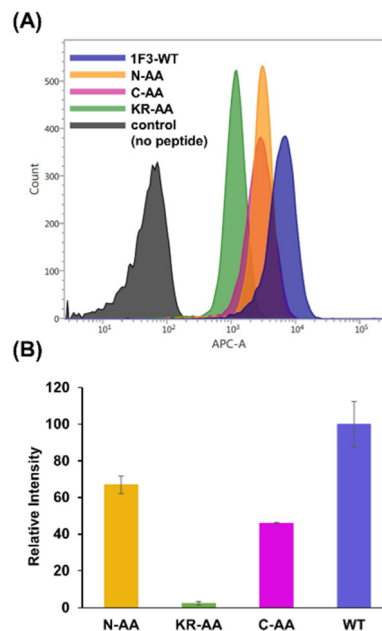 (A)
1F3-WT
N-AA
C-AA
KR-AA
control
(no peptide)
500
400
300
200
100
0
Count
10¹ 10² 10³ 10⁴ 10⁵
APC-A
(B)
120
100
80
60
40
20
0
Relative Intensity
N-AA KR-AA C-AA WT